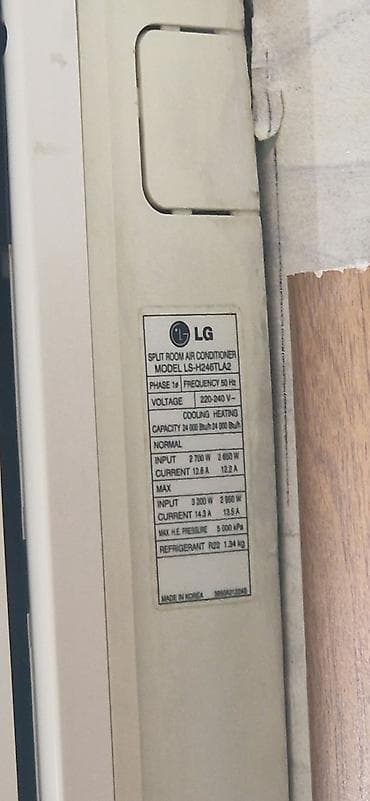 LG
SPLIT ROOM AIR CONDITIONER
MODEL LS-H246TLA2
PHASE 1ø FREQUENCY 50 Hz
VOLTAGE 220-240 V~
COOLING HEATING
CAPACITY 24 000 Btu/h 24 000 Btu/h
NORMAL
INPUT 2 700 W 2 650 W
CURRENT 12.6 A 12.2 A
MAX
INPUT 3 200 W 2 950 W
CURRENT 14.3 A 13.5 A
MAX. H.E. PRESSURE 5 000 kPa
REFRIGERANT R22 1.34 kg
MADE IN KOREA